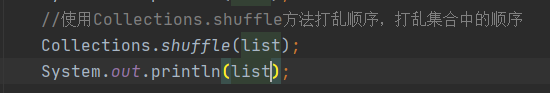 //使用Collections.shuffle方法打乱顺序，打乱集合中的顺序
Collections.shuffle(list);
System.out.println(list);